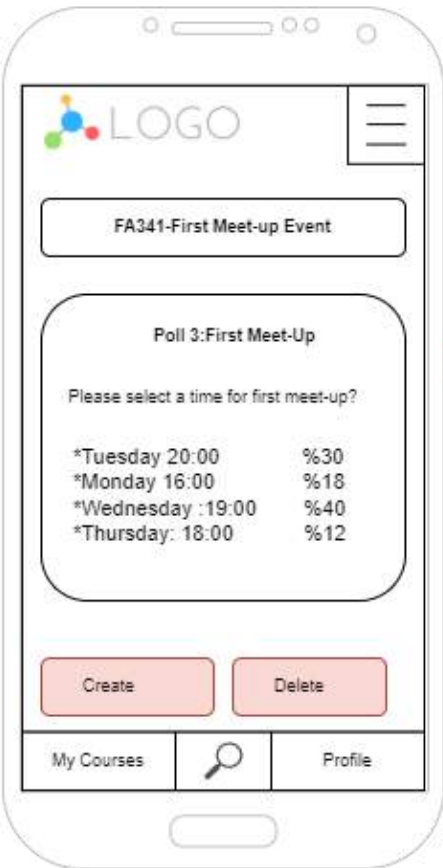 LOGO
FA341-First Meet-up Event
Poll 3:First Meet-Up
Please select a time for first meet-up?
*Tuesday 20:00 %30
*Monday 16:00 %18
*Wednesday :19:00 %40
*Thursday: 18:00 %12
Create Delete
My Courses Profile